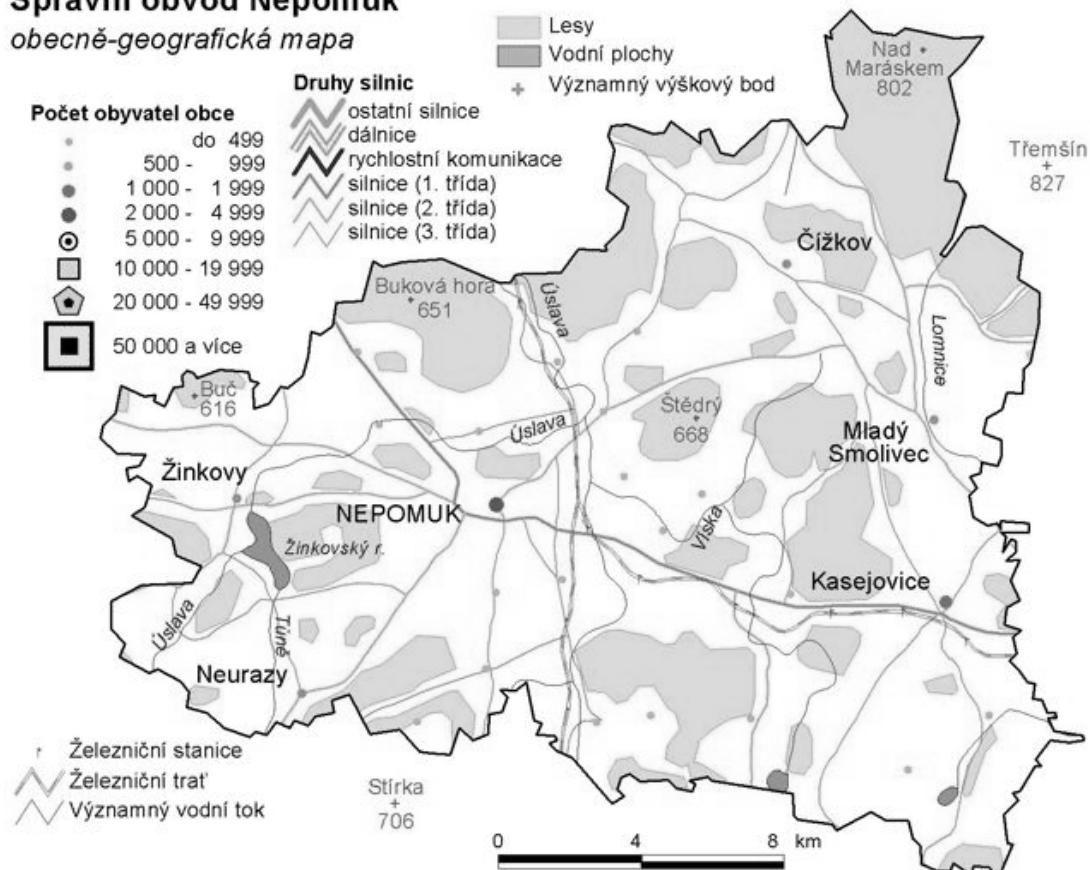 Správní obvod Nepomuk
obecně-geografická mapa
Lesy
Vodní plochy
Významný výškový bod
Druhy silnic
ostatní silnice
dálnice
rychlostní komunikace
silnice (1. třída)
silnice (2. třída)
silnice (3. třída)
Počet obyvatel obce
do 499
500 - 999
1 000 - 1 999
2 000 - 4 999
5 000 - 9 999
10 000 - 19 999
20 000 - 49 999
50 000 a více
Nad
Maráskem
802
Třemšín
827
Čížkov
Buková hora
651
Úslava
Lomnice
Buč
616
Štědrý
668
Úslava
Mladý
Smolivec
Žinkovy
NEPOMUK
Žinkovský r.
Víska
Kasejovice
Úslava
Túně
Neurazy
Železniční stanice
Železniční trať
Významný vodní tok
Stírka
706
0 4 8 km